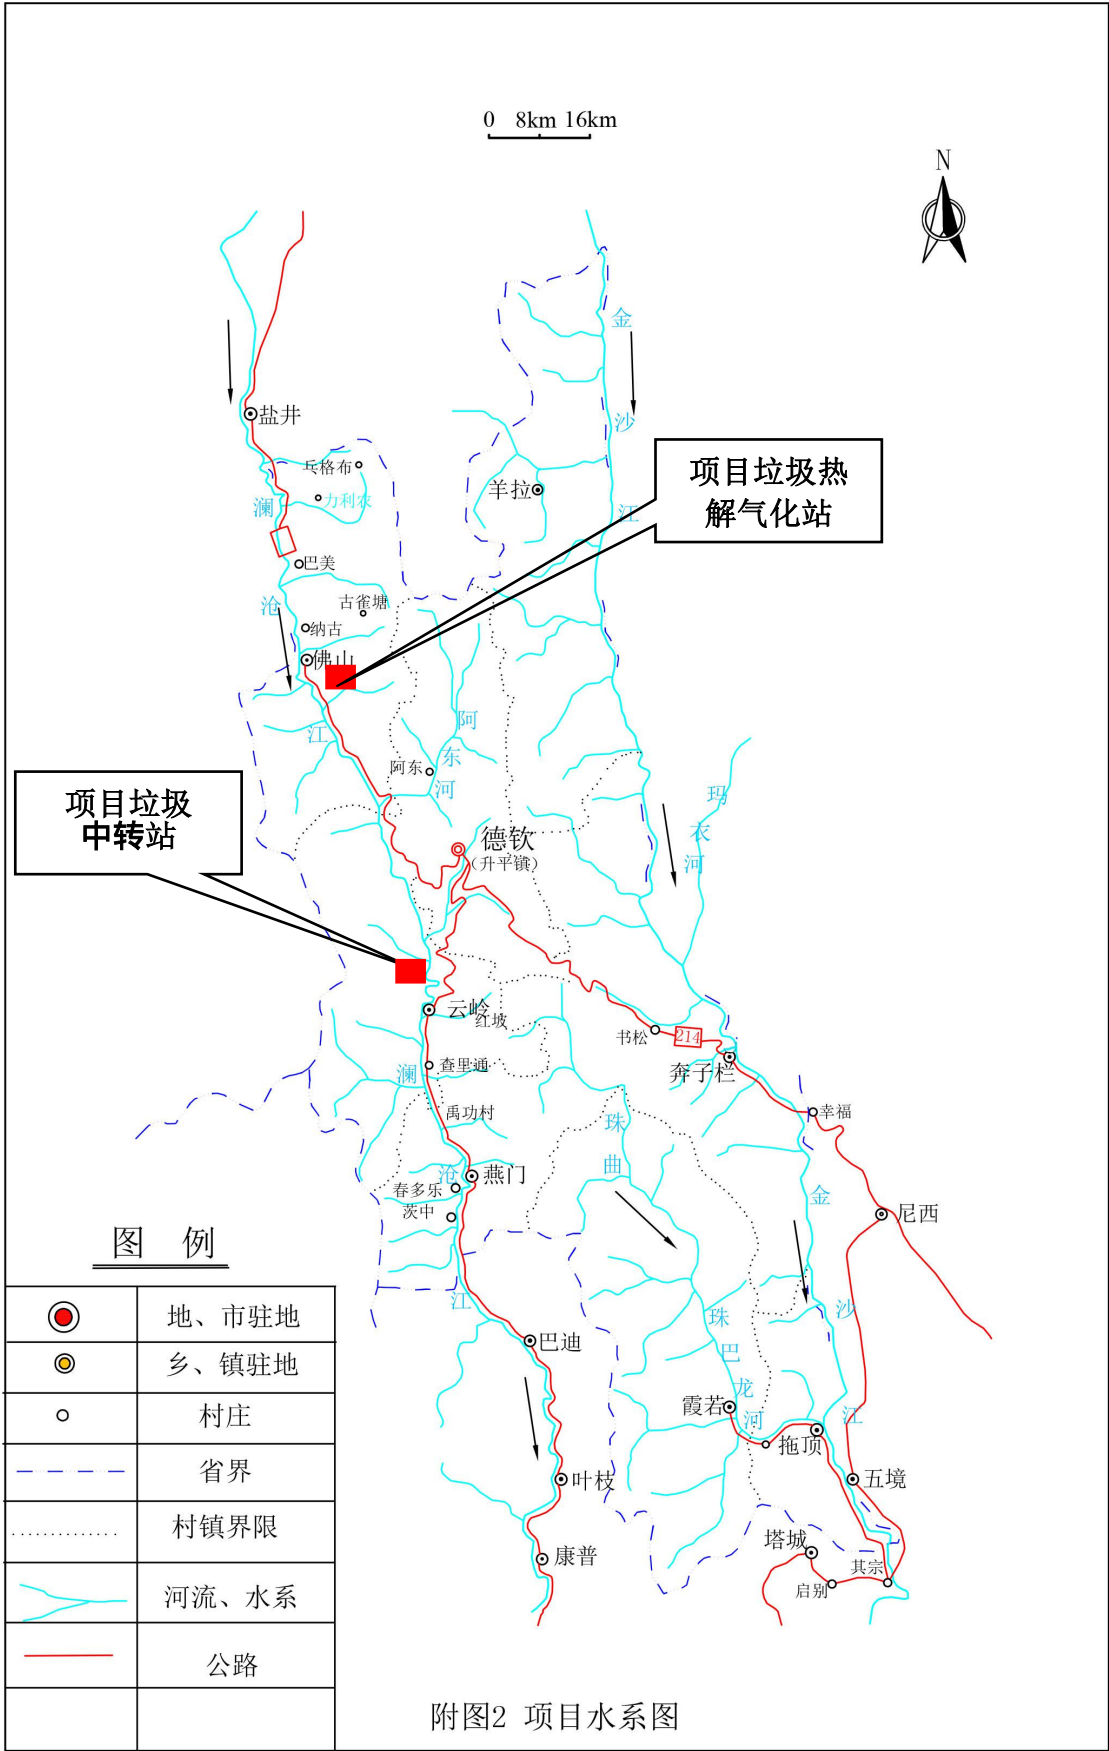 0 8km 16km
N
金
盐井
沙
乓格布
项目垃圾热
解气化站
羊拉
力利农
澜
江
巴美
沧
古雀塘
纳古
佛山
阿
江
东
阿东
河
玛
衣
河
项目垃圾
中转站
德钦
(升平镇)
云岭
红坡
书松
214
奔子栏
澜
查里通
禹功村
珠
幸福
曲
沧
燕门
春多乐
茨中
金
尼西
江
沙
珠
巴迪
巴
龙
霞若
河
江
拖顶
叶枝
五境
塔城
康普
其宗
启别
图 例
地、市驻地
乡、镇驻地
村庄
省界
村镇界限
河流、水系
公路
附图2 项目水系图